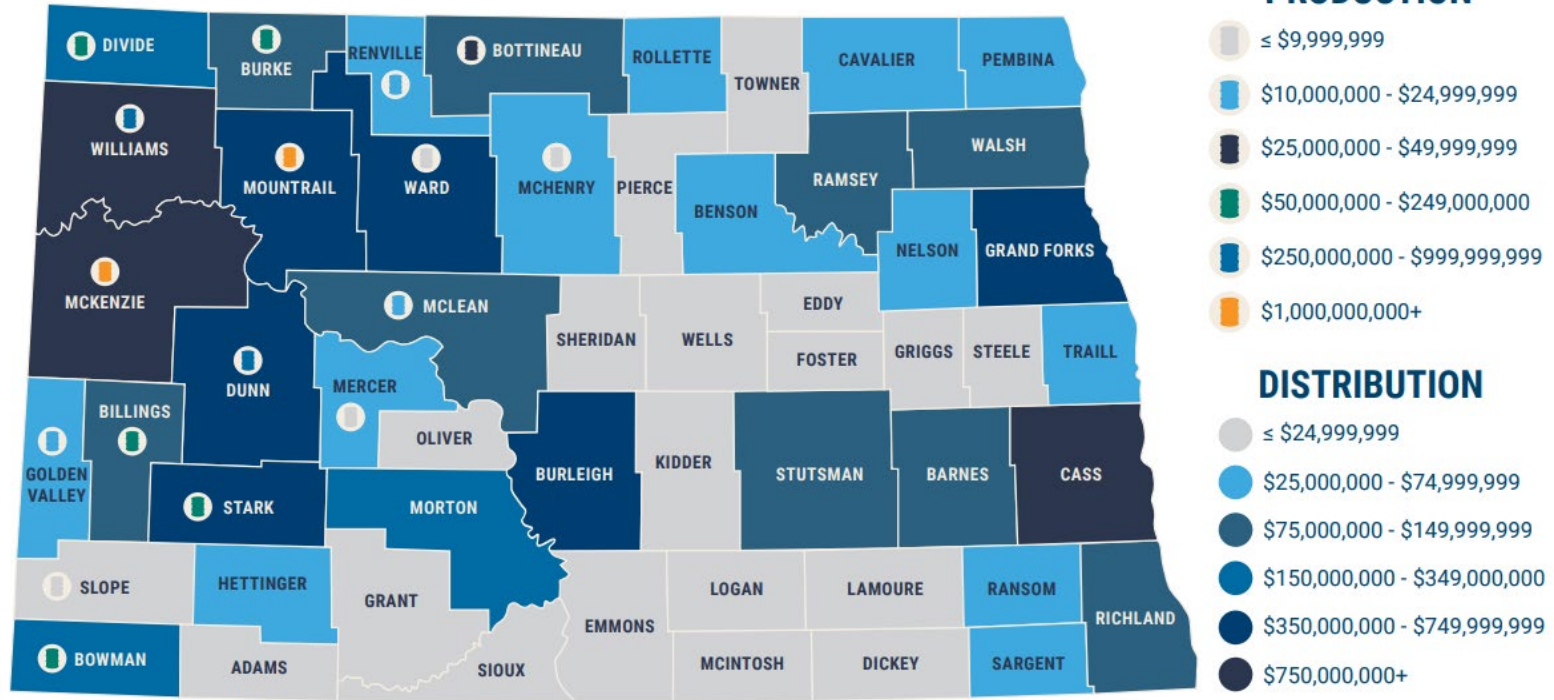 PRODUCTION
≤ $9,999,999
$10,000,000 - $24,999,999
$25,000,000 - $49,999,999
$50,000,000 - $249,000,000
$250,000,000 - $999,999,999
$1,000,000,000+
DISTRIBUTION
≤ $24,999,999
$25,000,000 - $74,999,999
$75,000,000 - $149,999,999
$150,000,000 - $349,000,000
$350,000,000 - $749,999,999
$750,000,000+
DIVIDE
BURKE
RENVILLE
BOTTINEAU
ROLLETTE
TOWNER
CAVALIER
PEMBINA
WILLIAMS
MOUNTRAIL
WARD
MCHENRY
PIERCE
BENSON
RAMSEY
WALSH
NELSON
GRAND FORKS
MCKENZIE
DUNN
MCLEAN
MERCER
OLIVER
SHERIDAN
WELLS
EDDY
FOSTER
GRIGGS
STEELE
TRAILL
GOLDEN
VALLEY
BILLINGS
STARK
MORTON
BURLEIGH
KIDDER
STUTSMAN
BARNES
CASS
SLOPE
HETTINGER
GRANT
BOWMAN
ADAMS
SIOUX
EMMONS
LOGAN
MCINTOSH
LAMOURE
DICKEY
RANSOM
SARGENT
RICHLAND